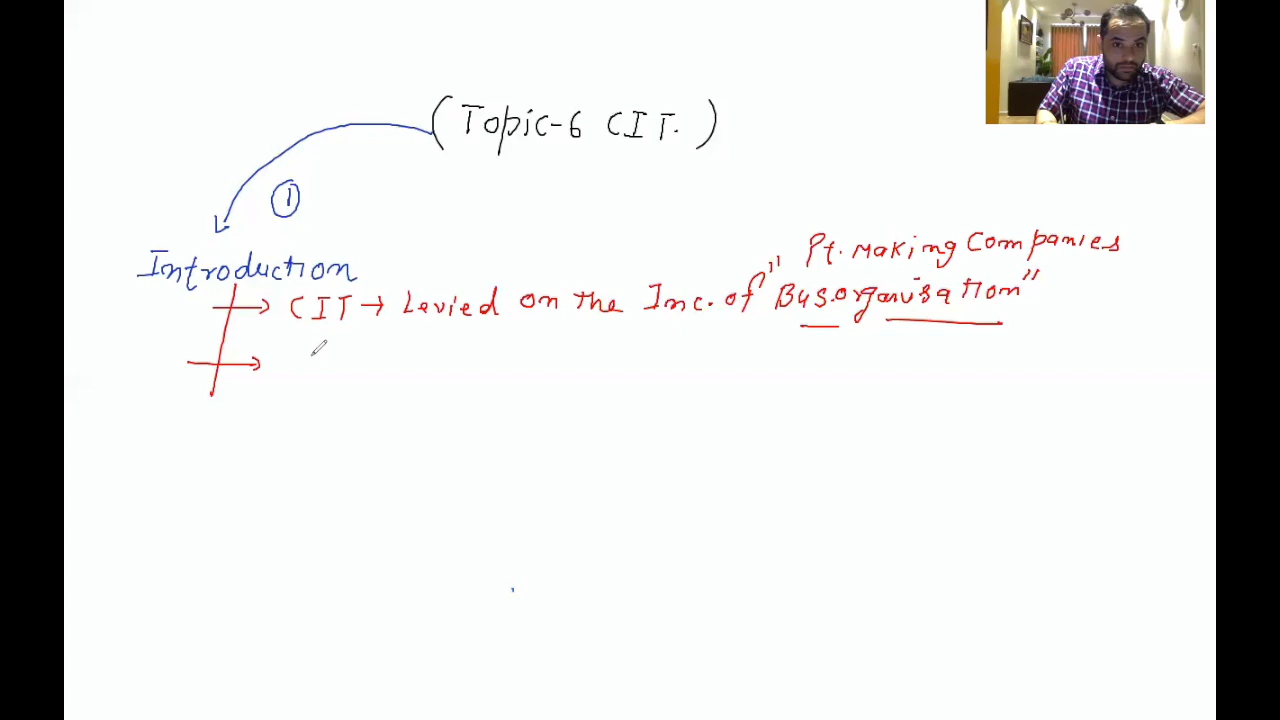 (Topic-6 CIT.)
①
Introduction
Pt. Making Companies
CIT → Levied on the Inc. of "Bus. organisation"